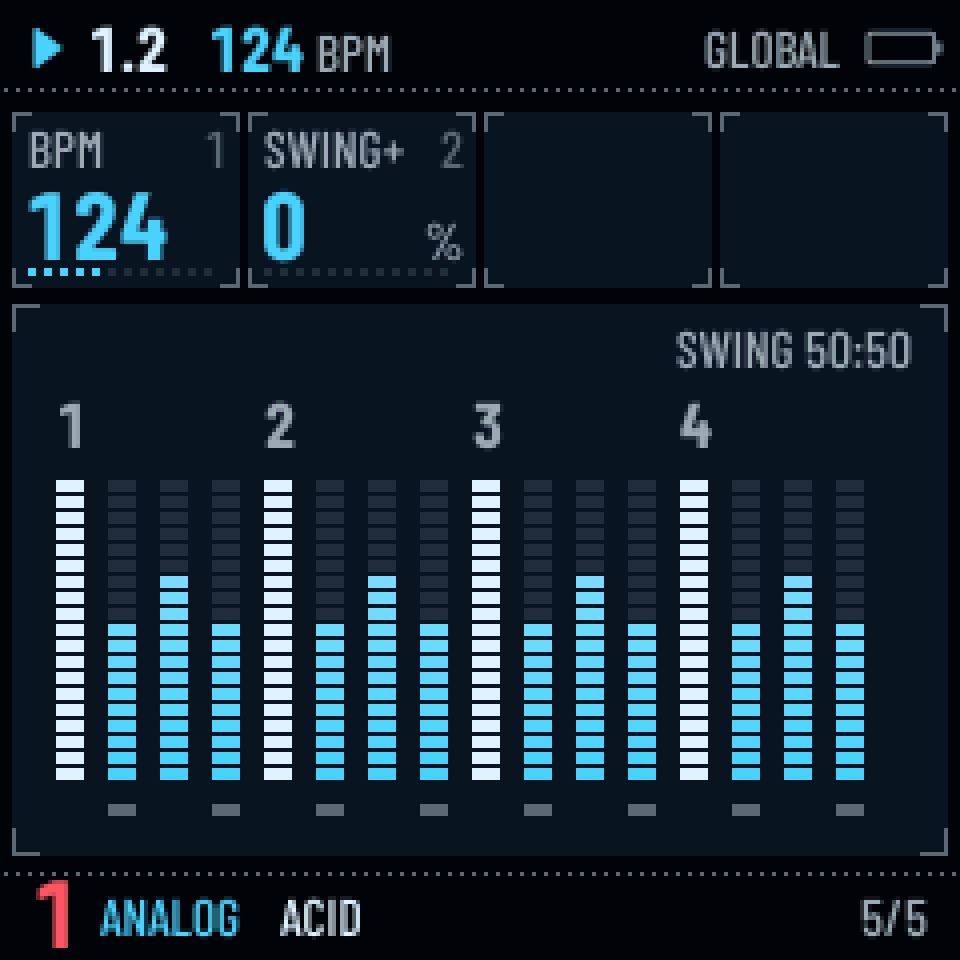 1.2 124 BPM GLOBAL
BPM 1 SWING+ 2
124 0 %
SWING 50:50
1 2 3 4
1 ANALOG ACID 5/5